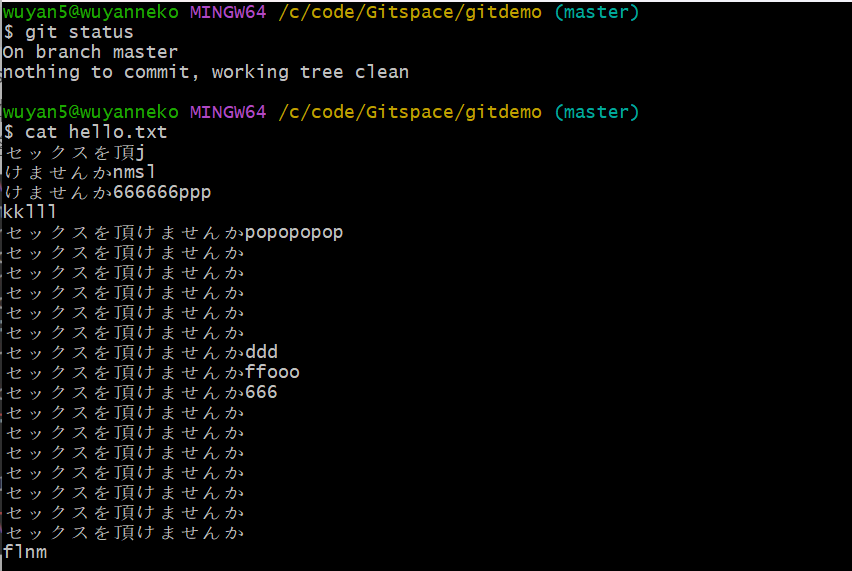 wuyan5@wuyanneko MINGW64 /c/code/Gitspace/gitdemo (master)
$ git status
On branch master
nothing to commit, working tree clean

wuyan5@wuyanneko MINGW64 /c/code/Gitspace/gitdemo (master)
$ cat hello.txt
セックスを頂j
けませんかnmsl
けませんか666666ppp
kklll
セックスを頂けませんかpopopopop
セックスを頂けませんか
セックスを頂けませんか
セックスを頂けませんか
セックスを頂けませんか
セックスを頂けませんか
セックスを頂けませんかddd
セックスを頂けませんかffooo
セックスを頂けませんか666
セックスを頂けませんか
セックスを頂けませんか
セックスを頂けませんか
セックスを頂けませんか
セックスを頂けませんか
セックスを頂けませんか
セックスを頂けませんか
flnm